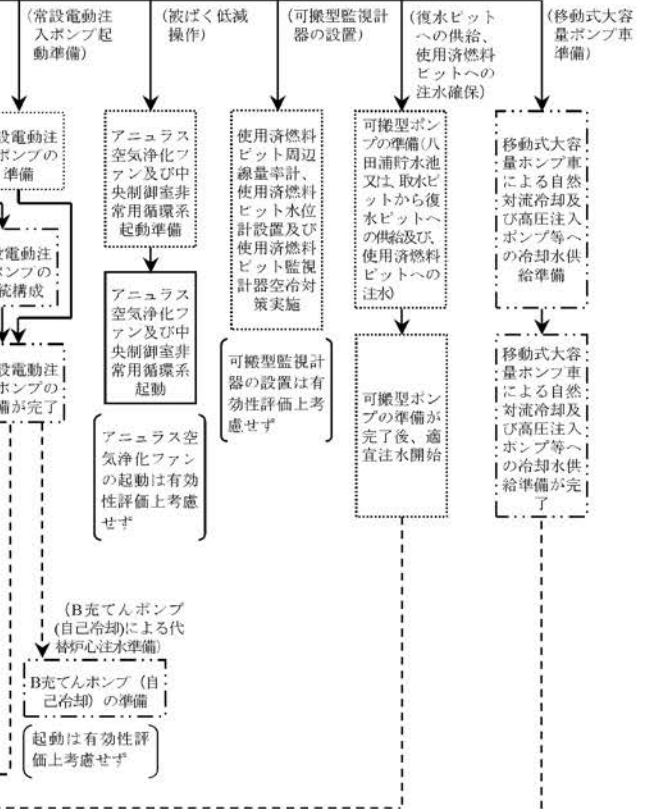 (常設電動注
入ポンプ起
動準備)
設電動注
ポンプの
準備
電動注
ンプの
続構成
設電動注
ポンプの
備が完了
(B充てんポンプ
(自己冷却)による代
替炉心注水準備)
B充てんポンプ（自
己冷却）の準備
起動は有効性評
価上考慮せず
(被ばく低減
操作)
アニュラス
空気浄化フ
ァン及び中
央制御室非
常用循環系
起動準備
アニュラス
空気浄化フ
ァン及び中
央制御室非
常用循環系
起動
アニュラス空
気浄化ファン
の起動は有効
性評価上考慮
せず
(可搬型監視計
器の設置)
使用済燃料
ピット周辺
線量率計、
使用済燃料
ピット水位
計設置及び
使用済燃料
ピット監視
計器空冷対
策実施
可搬型監視計
器の設置は有
効性評価上考
慮せず
(復水ピット
への供給、
使用済燃料
ピットへの
注水確保)
可搬型ポン
プの準備(八
田浦貯水池
又は、取水ピ
ットから復
水ピットへ
の供給及び、
使用済燃料
ピットへの
注水)
可搬型ポン
プの準備が
完了後、適
宜注水開始
(移動式大容
量ポンプ車
準備)
移動式大容
量ポンプ車
による自然
対流冷却及
び高圧注入
ポンプ等へ
の冷却水供
給準備
移動式大容
量ポンプ車
による自然
対流冷却及
び高圧注入
ポンプ等へ
の冷却水供
給準備が完
了